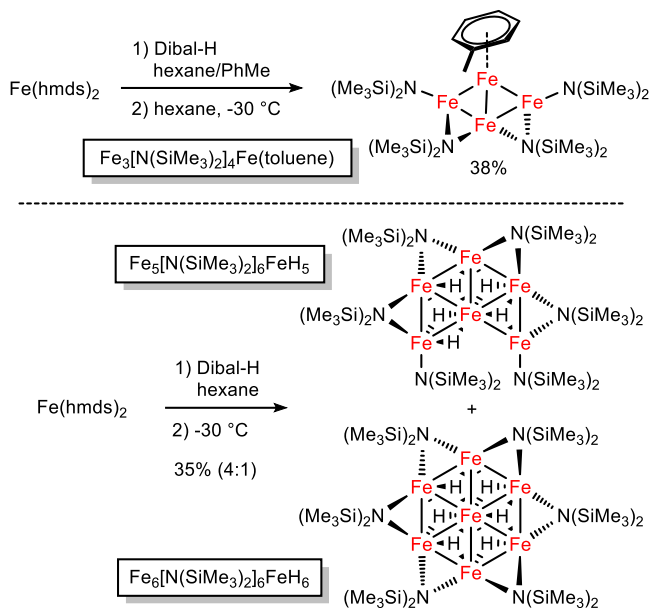 1) Dibal-H
hexane/PhMe
Fe(hmds)2
2) hexane, -30 °C
Fe3[N(SiMe3)2]4Fe(toluene)
(Me3Si)2N
Fe
N(SiMe3)2
Fe
Fe
Fe
(Me3Si)2N
N(SiMe3)2
38%
Fe5[N(SiMe3)2]6FeH5
(Me3Si)2N
N(SiMe3)2
Fe
Fe
H
H
Fe
(Me3Si)2N
H
Fe
H
N(SiMe3)2
Fe
H
Fe
N(SiMe3)2
N(SiMe3)2
1) Dibal-H
hexane
Fe(hmds)2
2) -30 °C
35% (4:1)
+
(Me3Si)2N
N(SiMe3)2
Fe
Fe
H
H
Fe
(Me3Si)2N
H
Fe
H
N(SiMe3)2
Fe
H
H
Fe
Fe
(Me3Si)2N
N(SiMe3)2
Fe6[N(SiMe3)2]6FeH6